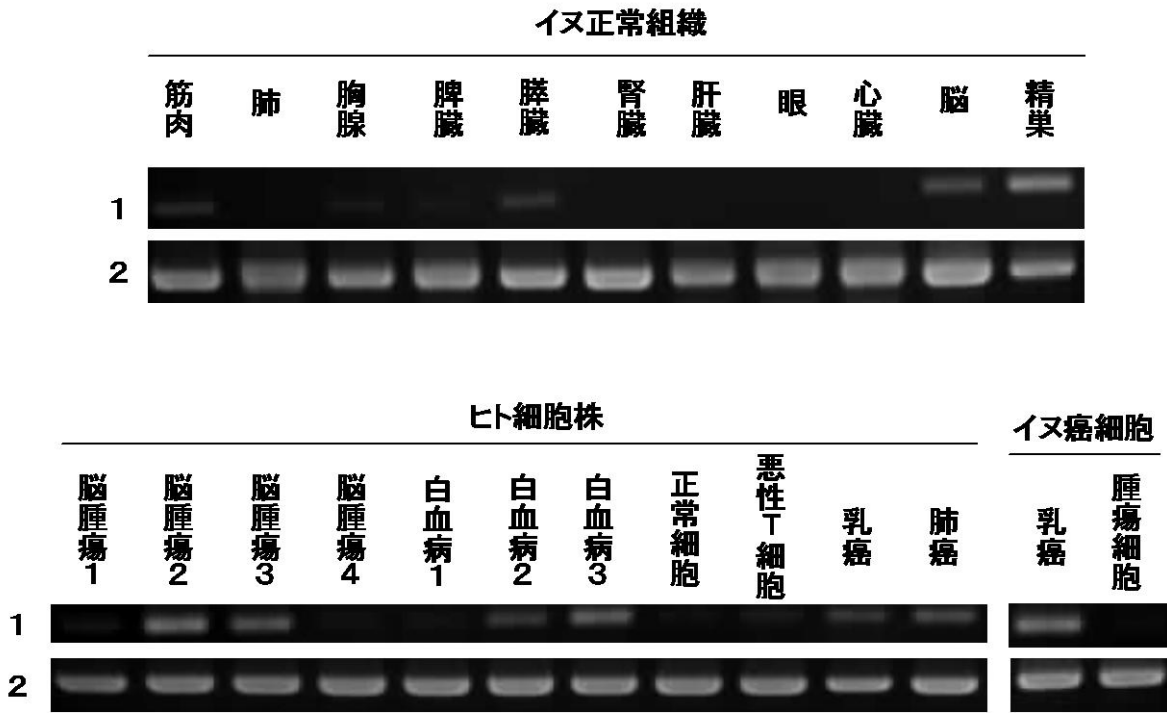 イヌ正常組織
筋肉 肺 胸腺 脾臓 膵臓 腎臓 肝臓 眼 心臓 脳 精巣
1
2
ヒト細胞株
イヌ癌細胞
脳腫瘍1 脳腫瘍2 脳腫瘍3 脳腫瘍4 白血病1 白血病2 白血病3 正常細胞 悪性T細胞 乳癌 肺癌 乳癌 腫瘍細胞
1
2